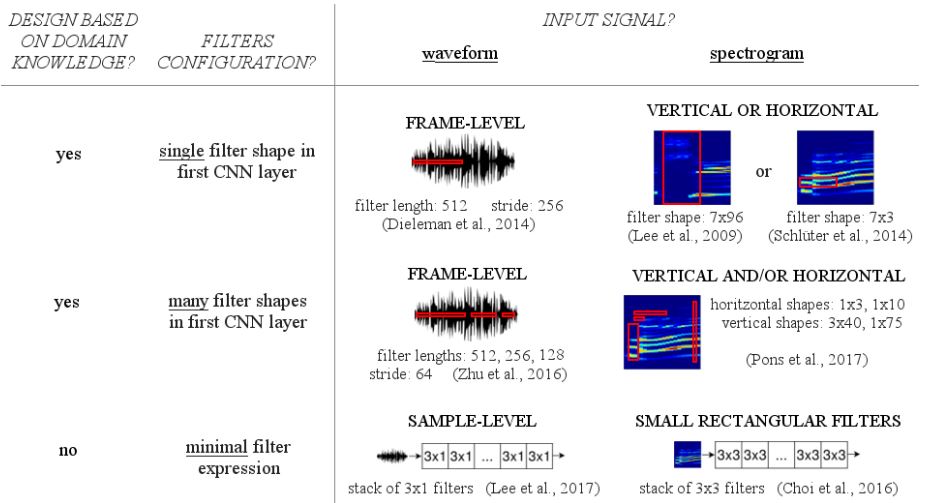 DESIGN BASED
ON DOMAIN
KNOWLEDGE?
FILTERS
CONFIGURATION?
INPUT SIGNAL?
waveform
spectrogram
yes
single filter shape in
first CNN layer
FRAME-LEVEL
filter length: 512 stride: 256
(Dieleman et al., 2014)
VERTICAL OR HORIZONTAL
or
filter shape: 7x96
(Lee et al., 2009)
filter shape: 7x3
(Schlüter et al., 2014)
yes
many filter shapes
in first CNN layer
FRAME-LEVEL
filter lengths: 512, 256, 128
stride: 64 (Zhu et al., 2016)
VERTICAL AND/OR HORIZONTAL
horitzontal shapes: 1x3, 1x10
vertical shapes: 3x40, 1x75
(Pons et al., 2017)
no
minimal filter
expression
SAMPLE-LEVEL
3x1 3x1 ... 3x1 3x1
stack of 3x1 filters (Lee et al., 2017)
SMALL RECTANGULAR FILTERS
3x3 3x3 ... 3x3 3x3
stack of 3x3 filters (Choi et al., 2016)